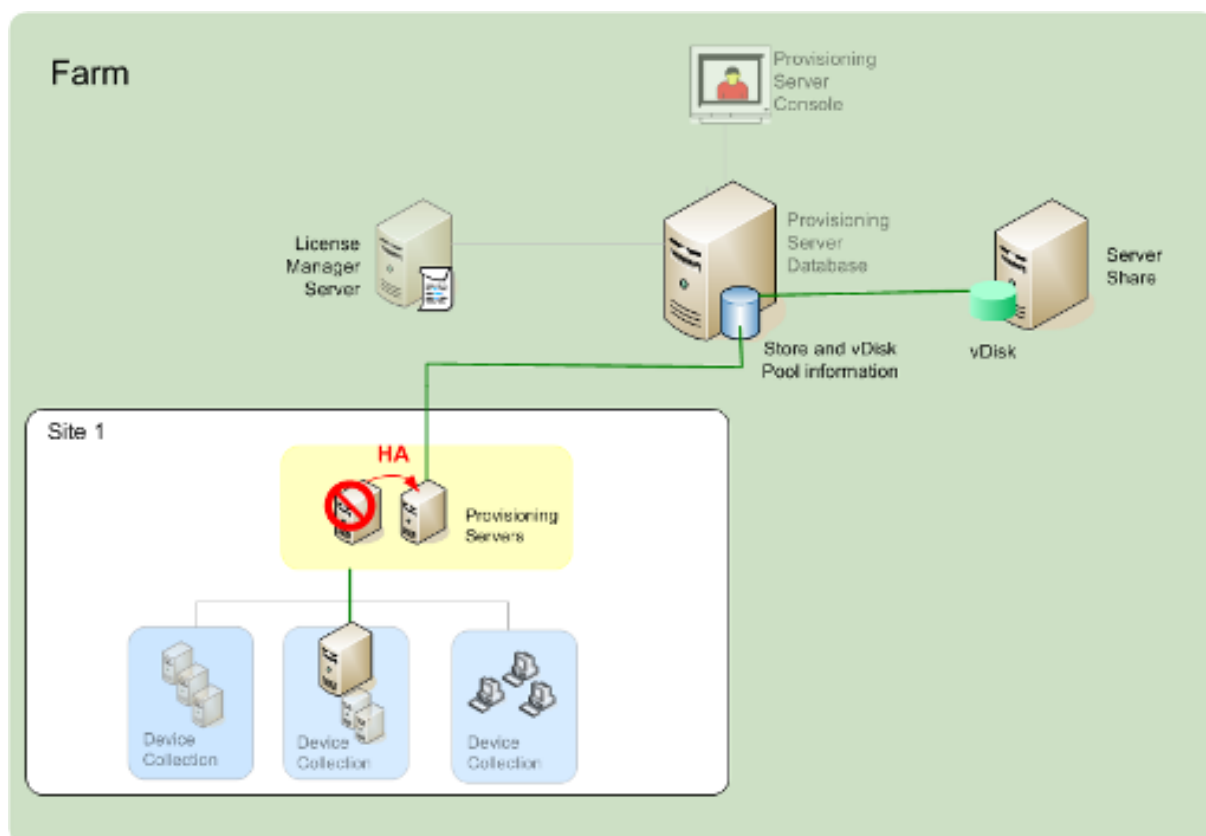 Farm
Provisioning
Server
Console
License
Manager
Server
Provisioning
Server
Database
Server
Share
Store and vDisk
Pool information
vDisk
Site 1
HA
Provisioning
Servers
Device
Collection
Device
Collection
Device
Collection